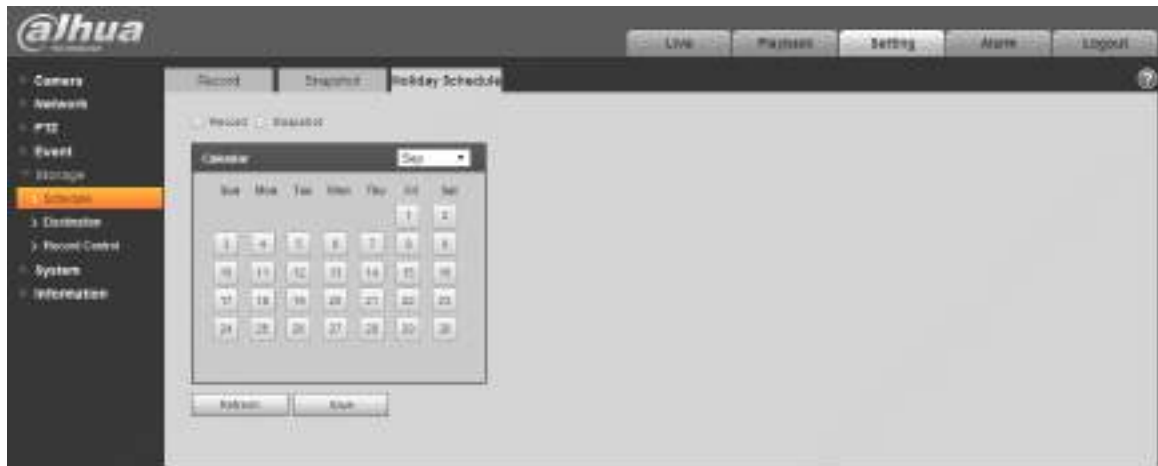 alhua
TECHNOLOGY
Live Playback Setting Alarm Logout
Camera
Network
PTZ
Event
Storage
Schedule
Destination
Record Control
System
Information
Record Snapshot Holiday Schedule
Record Snapshot
Calendar Sep
Sun Mon Tue Wed Thu Fri Sat
1 2
3 4 5 6 7 8 9
10 11 12 13 14 15 16
17 18 19 20 21 22 23
24 25 26 27 28 29 30
Refresh Save
?